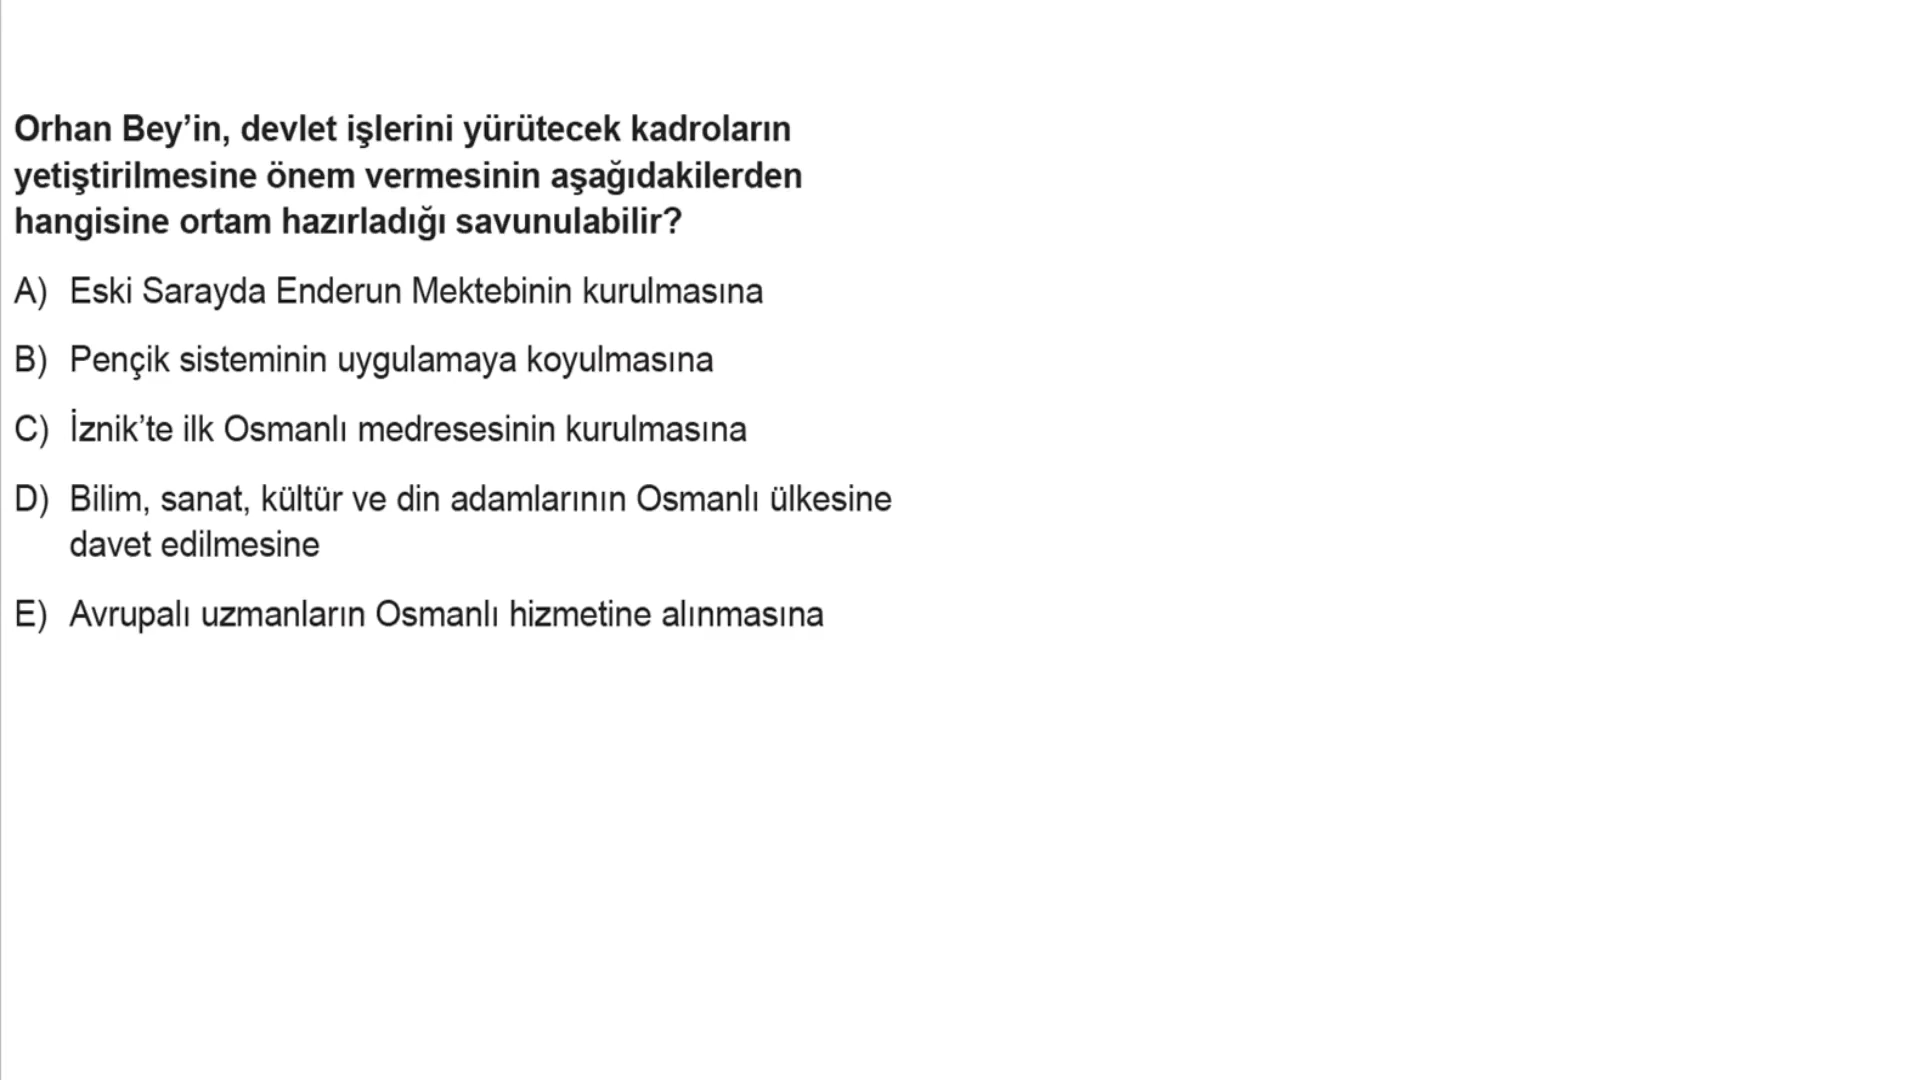 Orhan Bey’in, devlet işlerini yürütecek kadroların
yetiştirilmesine önem vermesinin aşağıdakilerden
hangisine ortam hazırladığı savunulabilir?
A) Eski Sarayda Enderun Mektebinin kurulmasına
B) Pençik sisteminin uygulamaya koyulmasına
C) İznik’te ilk Osmanlı medresesinin kurulmasına
D) Bilim, sanat, kültür ve din adamlarının Osmanlı ülkesine
davet edilmesine
E) Avrupalı uzmanların Osmanlı hizmetine alınmasına